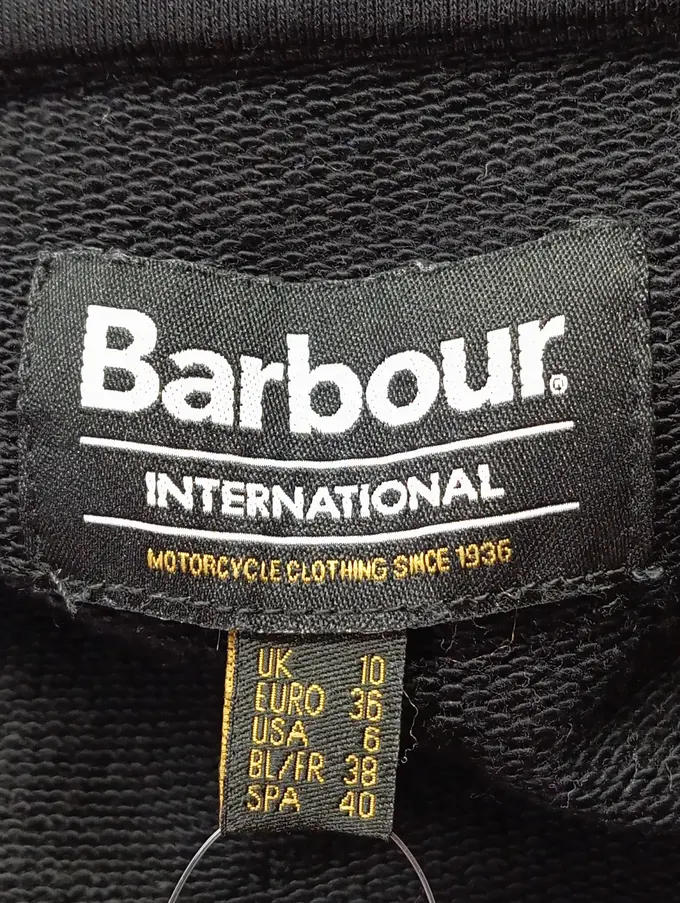 Barbour®
INTERNATIONAL
MOTORCYCLE CLOTHING SINCE 1936
UK 10
EURO 36
USA 6
BL/FR 38
SPA 40